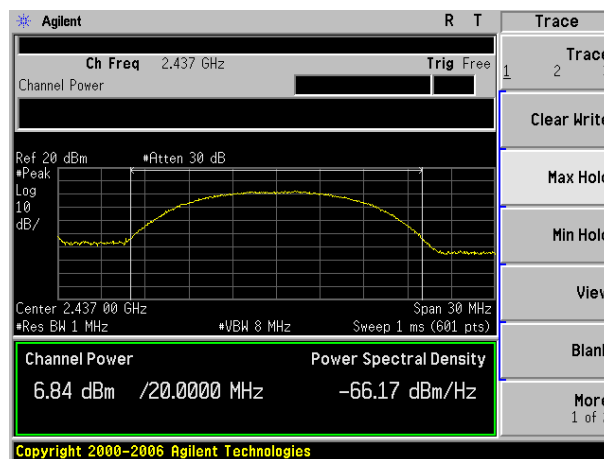 Agilent R T Trace
Ch Freq 2.437 GHz Trig Free
Channel Power
Trace
1 2
Clear Write
Max Hold
Min Hold
View
Blank
More
1 of
Ref 20 dBm #Atten 30 dB
#Peak
Log
10
dB/
Center 2.437 00 GHz Span 30 MHz
#Res BW 1 MHz #VBW 8 MHz Sweep 1 ms (601 pts)
Channel Power Power Spectral Density
6.84 dBm /20.0000 MHz -66.17 dBm/Hz
Copyright 2000-2006 Agilent Technologies